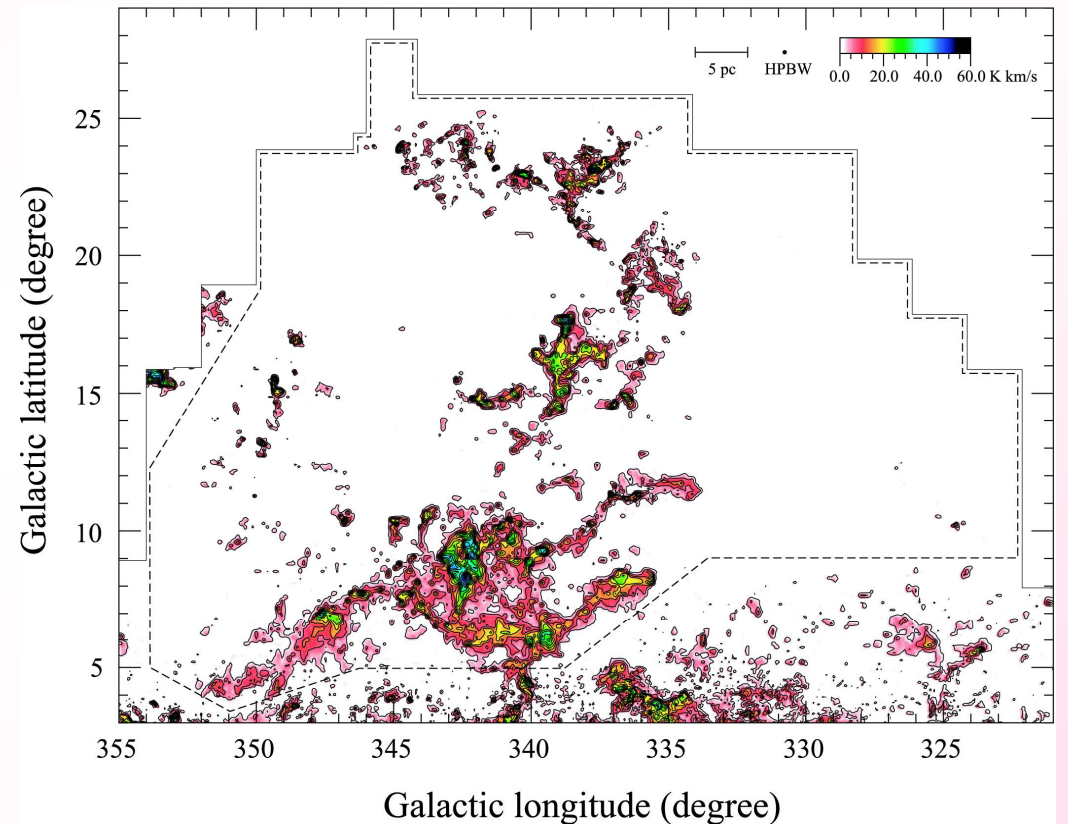 5 pc
HPBW
0.0 20.0 40.0 60.0 K km/s
25
20
15
10
5
Galactic latitude (degree)
355 350 345 340 335 330 325
Galactic longitude (degree)